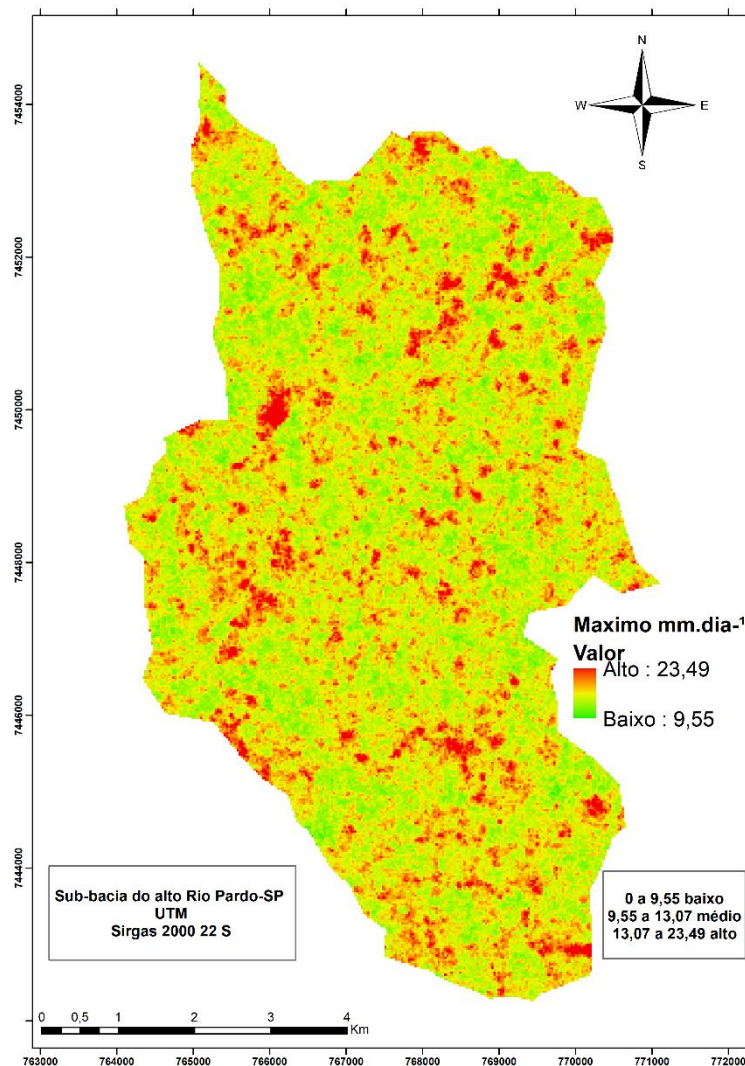 N
W E
S
7454000
7452000
7450000
7448000
7446000
7444000
Maximo mm.dia-¹
Valor
Alto : 23,49
Baixo : 9,55
Sub-bacia do alto Rio Pardo-SP
UTM
Sirgas 2000 22 S
0 a 9,55 baixo
9,55 a 13,07 médio
13,07 a 23,49 alto
0 0,5 1 2 3 4
Km
763000 764000 765000 766000 767000 768000 769000 770000 771000 772000